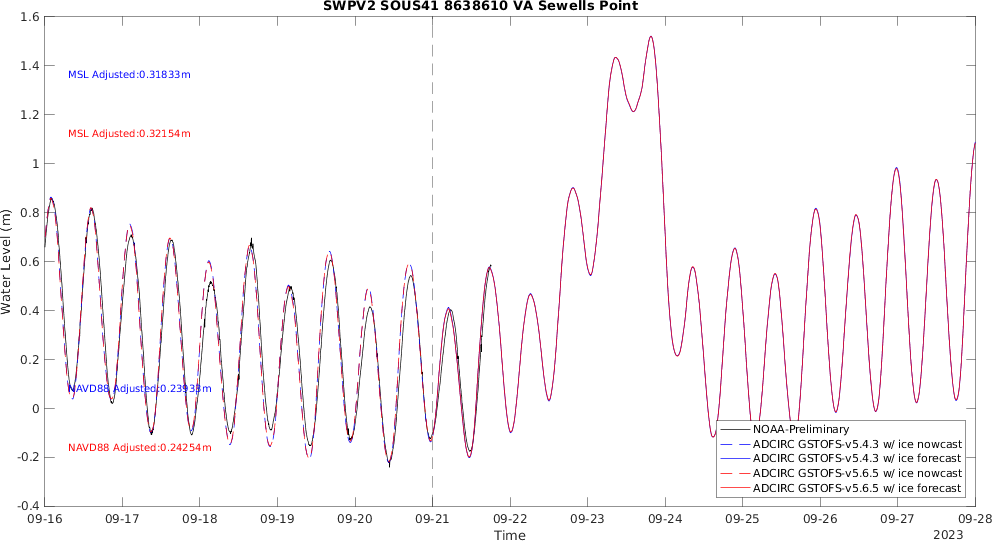 SWPV2 SOUS41 8638610 VA Sewells Point
1.6
1.4
1.2
1
0.8
0.6
0.4
0.2
0
-0.2
-0.4
Water Level (m)
MSL Adjusted:0.31833m
MSL Adjusted:0.32154m
NAVD88 Adjusted:0.23933m
NAVD88 Adjusted:0.24254m
NOAA-Preliminary
ADCIRC GSTOFS-v5.4.3 w/ ice nowcast
ADCIRC GSTOFS-v5.4.3 w/ ice forecast
ADCIRC GSTOFS-v5.6.5 w/ ice nowcast
ADCIRC GSTOFS-v5.6.5 w/ ice forecast
09-16 09-17 09-18 09-19 09-20 09-21 09-22 09-23 09-24 09-25 09-26 09-27 09-28
Time
2023